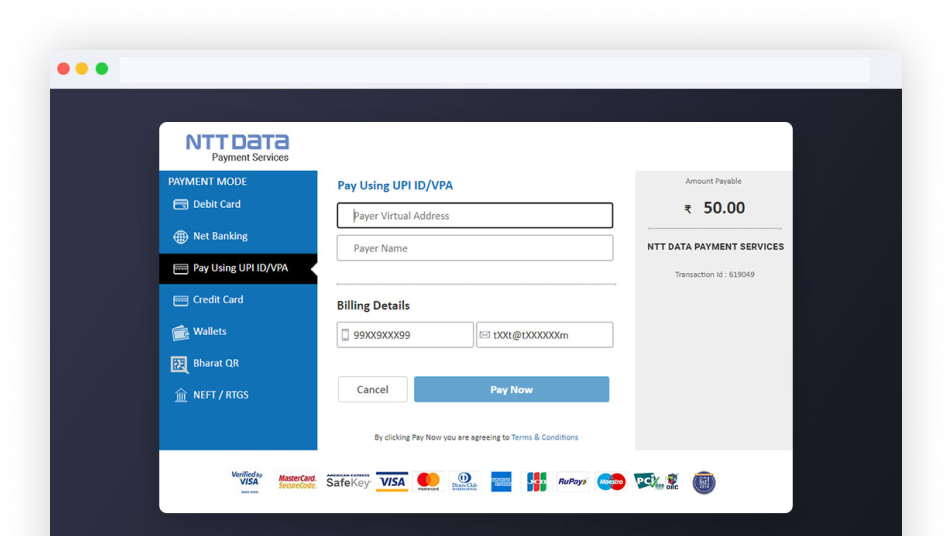 NTT DATA
Payment Services
PAYMENT MODE
Debit Card
Net Banking
Pay Using UPI ID/VPA
Credit Card
Wallets
Bharat QR
NEFT / RTGS
Pay Using UPI ID/VPA
Payer Virtual Address
Payer Name
Billing Details
99XX9XXX99
tXXt@tXXXXXXm
Cancel
Pay Now
By clicking Pay Now you are agreeing to Terms & Conditions
Amount Payable
₹ 50.00
NTT DATA PAYMENT SERVICES
Transaction Id : 619049
Verified by
VISA
MasterCard.
SecureCode.
AMERICAN EXPRESS
SafeKey
VISA
mastercard
Diners Club
INTERNATIONAL
AMERICAN EXPRESS
JCB
RuPay
Maestro
PCI
DSS